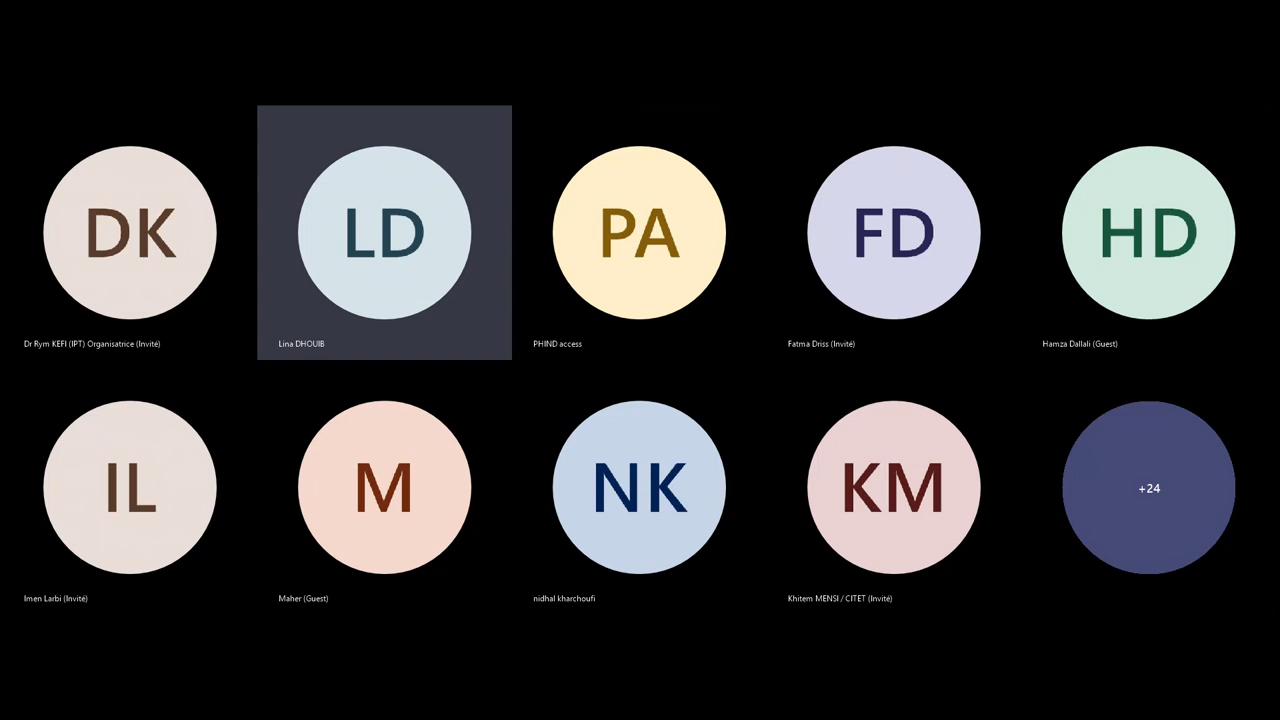 DK
LD
PA
FD
HD
Dr Rym KEFI (IPT) Organisatrice (Invité)
Lina DHOUIB
PHIND access
Fatma Driss (Invité)
Hamza Dallali (Guest)
IL
M
NK
KM
+24
Imen Larbi (Invité)
Maher (Guest)
nidhal kharchoufi
Khitem MENSI / CITET (Invité)